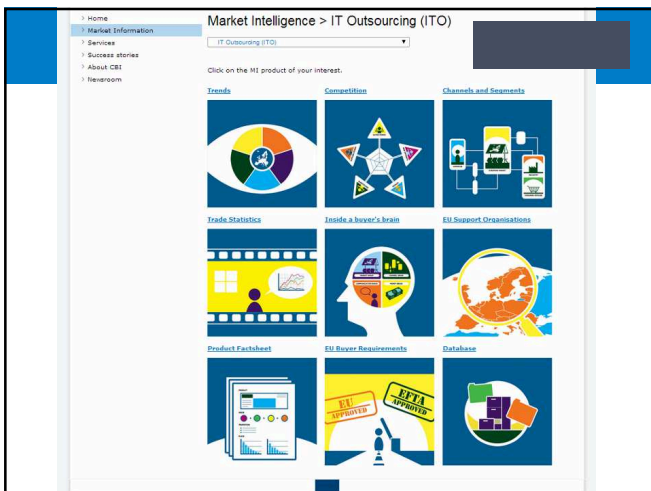 > Home
> Market Information
> Services
> Success stories
> About CBI
> Newsroom
Market Intelligence > IT Outsourcing (ITO)
IT Outsourcing (ITO)
Click on the MI product of your interest.
Trends
Competition
Channels and Segments
Trade Statistics
Inside a buyer's brain
EU Support Organisations
Product Factsheet
EU Buyer Requirements
Database
EU
APPROVED
EFTA
APPROVED